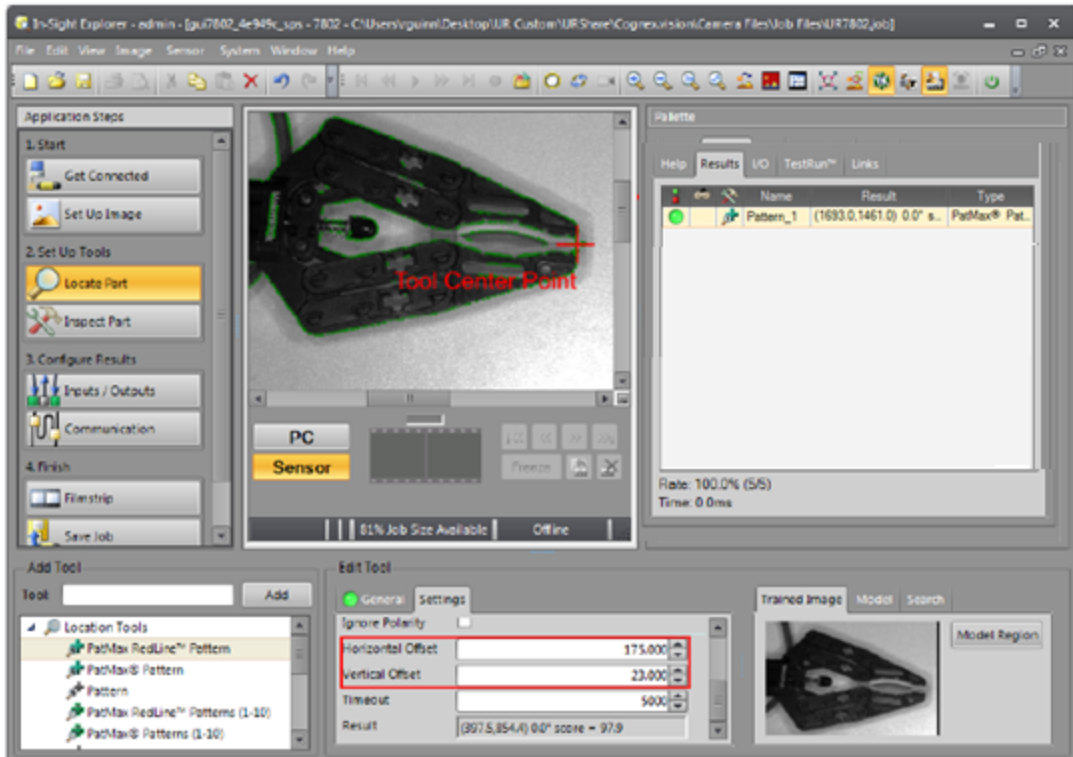 In-Sight Explorer - admin - [gui7802_4e949c_sps - 7802 - C:\Users\vguinn\Desktop\UR Custom\URShare\Cognex.vision\Camera Files\Job Files\UR7802.job]
File Edit View Image Sensor System Window Help
Application Steps
1. Start
Get Connected
Set Up Image
2. Set Up Tools
Locate Part
Inspect Part
3. Configure Results
Inputs / Outputs
Communication
4. Finish
Filmstrip
Save Job
Tool Center Point
PC
Sensor
Freeze
81% Job Size Available Offline
Palette
Help Results I/O TestRun™ Links
Name Result Type
Pattern_1 (1693.0,1461.0) 0.0° s... PatMax® Pat...
Rate: 100.0% (5/5)
Time: 0.0ms
Add Tool
Tool: Add
Location Tools
PatMax RedLine™ Pattern
PatMax® Pattern
Pattern
PatMax RedLine™ Patterns (1-10)
PatMax® Patterns (1-10)
Edit Tool
General Settings
Ignore Polarity
Horizontal Offset 175.000
Vertical Offset 23.000
Timeout 5000
Result (397.5,854.4) 0.0° score = 97.9
Trained Image Model Search
Model Region